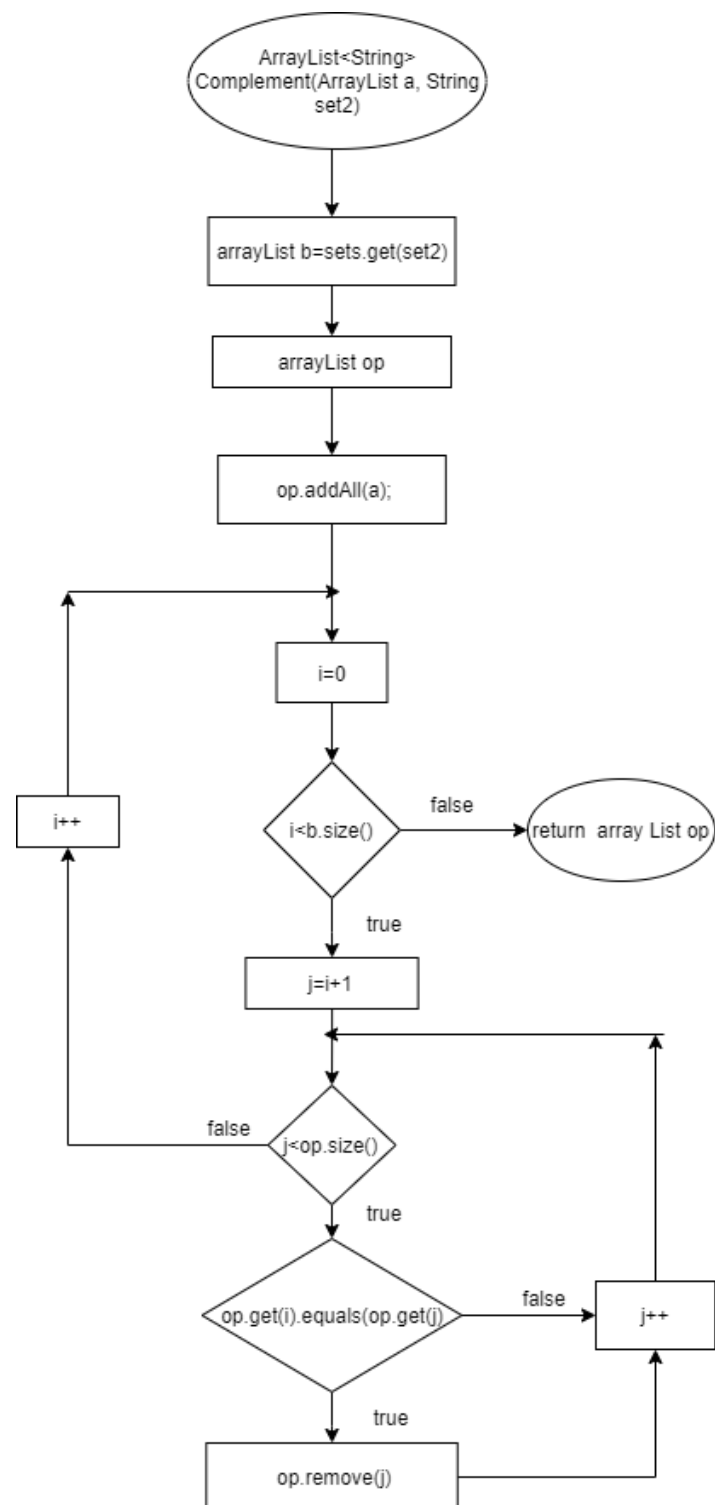 ArrayList<String>
Complement(ArrayList a, String
set2)
arrayList b=sets.get(set2)
arrayList op
op.addAll(a);
i=0
i++
i<b.size()
false
return array List op
true
j=i+1
false
j<op.size()
true
op.get(i).equals(op.get(j)
false
j++
true
op.remove(j)